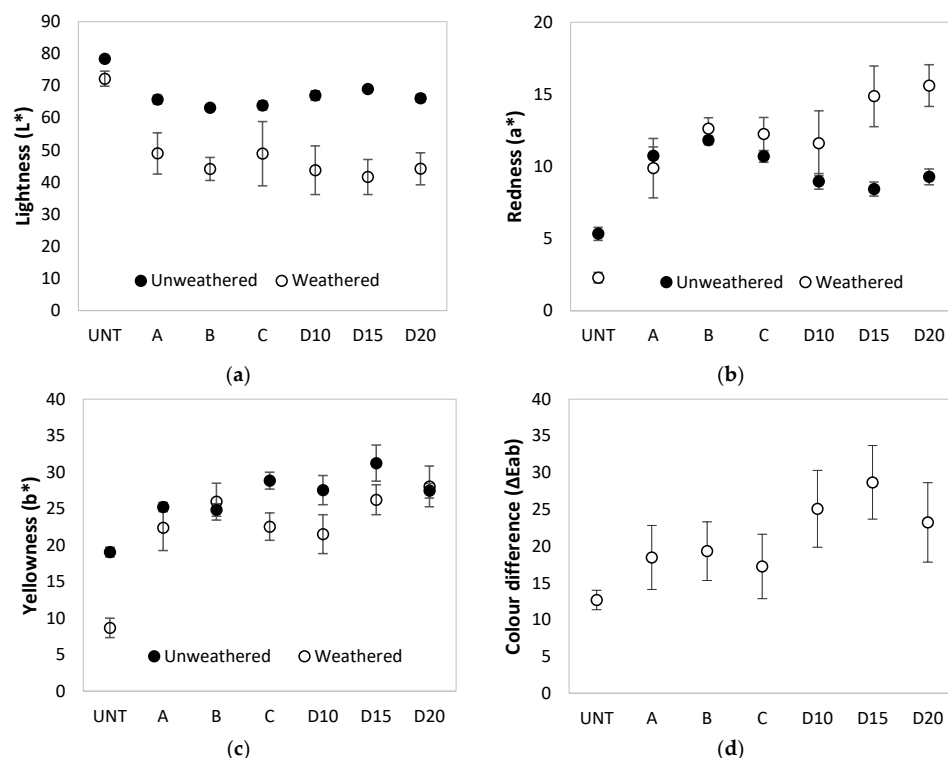 90
80
70
60
50
40
30
20
10
0
Lightness (L*)
Unweathered Weathered
UNT A B C D10 D15 D20
(a)
20
15
10
5
0
Redness (a*)
Unweathered Weathered
UNT A B C D10 D15 D20
(b)
40
35
30
25
20
15
10
5
0
Yellowness (b*)
Unweathered Weathered
UNT A B C D10 D15 D20
(c)
40
35
30
25
20
15
10
5
0
Colour difference (ΔEab)
UNT A B C D10 D15 D20
(d)